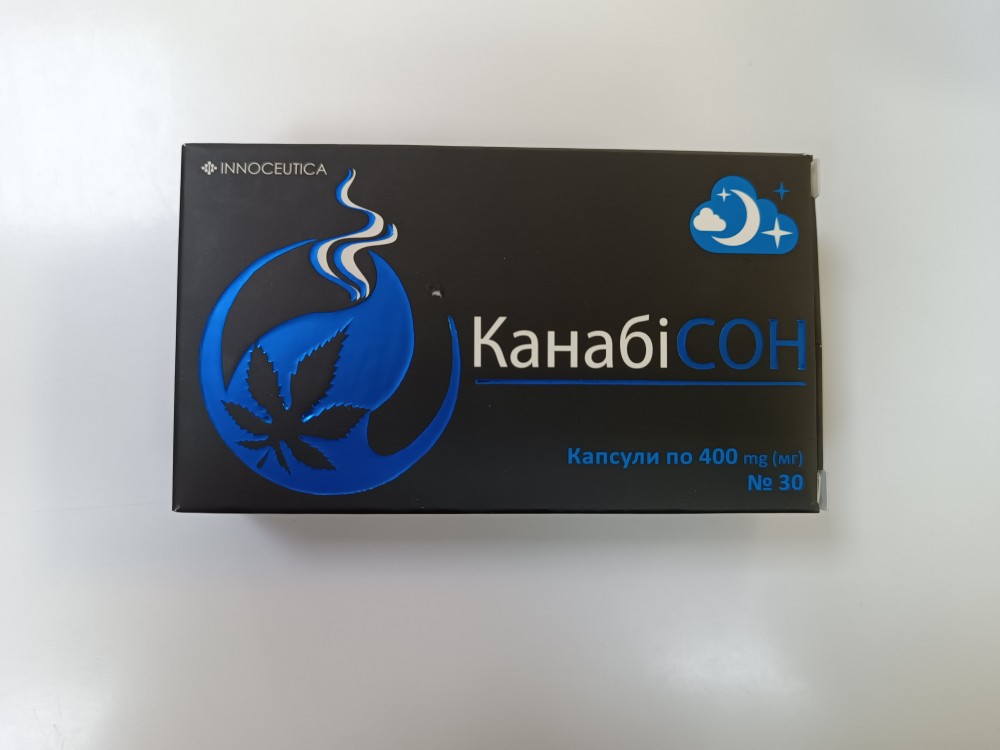 INNOCEUTICA
КанабіСОН
Капсули по 400 mg (мг)
№ 30